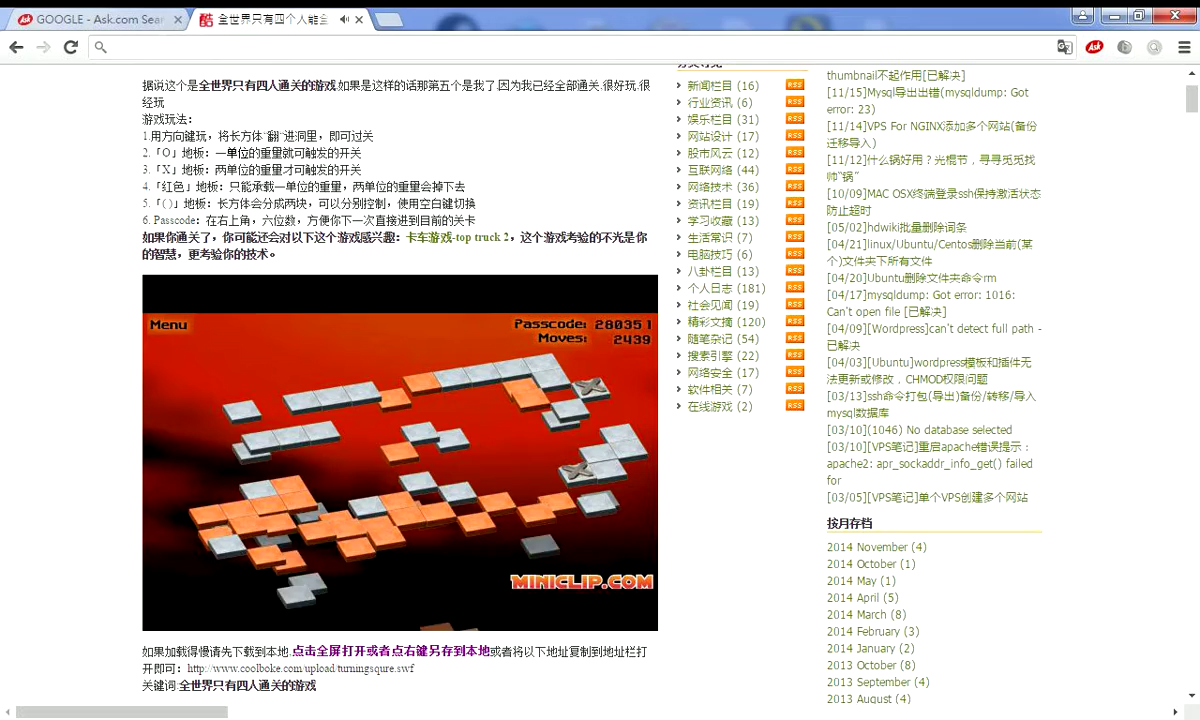 GOOGLE - Ask.com Sear
全世界只有四个人能全
据说这个是全世界只有四人通关的游戏.如果是这样的话那第五个是我了.因为我已经全部通关.很好玩.很
经玩
游戏玩法:
1.用方向键玩，将长方体“翻”进洞里，即可过关
2.「O」地板：一单位的重量就可触发的开关
3.「X」地板：两单位的重量才可触发的开关
4.「红色」地板：只能承载一单位的重量，两单位的重量会掉下去
5.「( )」地板：长方体会分成两块，可以分别控制，使用空白键切换
6. Passcode：在右上角，六位数，方便你下一次直接进到目前的关卡
如果你通关了，你可能还会对以下这个游戏感兴趣：卡车游戏-top truck 2，这个游戏考验的不光是你
的智慧，更考验你的技术。
Menu
Passcode: 280351
Moves: 2439
MINICLIP.COM
如果加载得慢请先下载到本地.点击全屏打开或者点右键另存到本地或者将以下地址复制到地址栏打
开即可：http://www.coolboke.com/upload/turningsqure.swf
关键词:全世界只有四人通关的游戏
新闻栏目 (16) RSS
行业资讯 (6) RSS
娱乐栏目 (31) RSS
网站设计 (17) RSS
股市风云 (12) RSS
互联网络 (44) RSS
网络技术 (36) RSS
资讯栏目 (19) RSS
学习收藏 (13) RSS
生活常识 (7) RSS
电脑技巧 (6) RSS
八卦栏目 (13) RSS
个人日志 (181) RSS
社会见闻 (19) RSS
精彩文摘 (120) RSS
随笔杂记 (54) RSS
搜索引擎 (22) RSS
网络安全 (17) RSS
软件相关 (7) RSS
在线游戏 (2) RSS
thumbnail不起作用[已解决]
[11/15]Mysql导出出错(mysqldump: Got
error: 23)
[11/14]VPS For NGINX添加多个网站(备份
迁移导入)
[11/12]什么锅好用？光棍节，寻寻觅觅找
帅“锅”
[10/09]MAC OSX终端登录ssh保持激活状态
防止超时
[05/02]hdwiki批量删除词条
[04/21]linux/Ubuntu/Centos删除当前(某
个)文件夹下所有文件
[04/20]Ubuntu删除文件夹命令rm
[04/17]mysqldump: Got error: 1016:
Can't open file [已解决]
[04/09][Wordpress]can't detect full path -
已解决
[04/03][Ubuntu]wordpress模板和插件无
法更新或修改，CHMOD权限问题
[03/13]ssh命令打包(导出)备份/转移/导入
mysql数据库
[03/10](1046) No database selected
[03/10][VPS笔记]重启apache错误提示：
apache2: apr_sockaddr_info_get() failed
for
[03/05][VPS笔记]单个VPS创建多个网站
按月存档
2014 November (4)
2014 October (1)
2014 May (1)
2014 April (5)
2014 March (8)
2014 February (3)
2014 January (2)
2013 October (8)
2013 September (4)
2013 August (4)